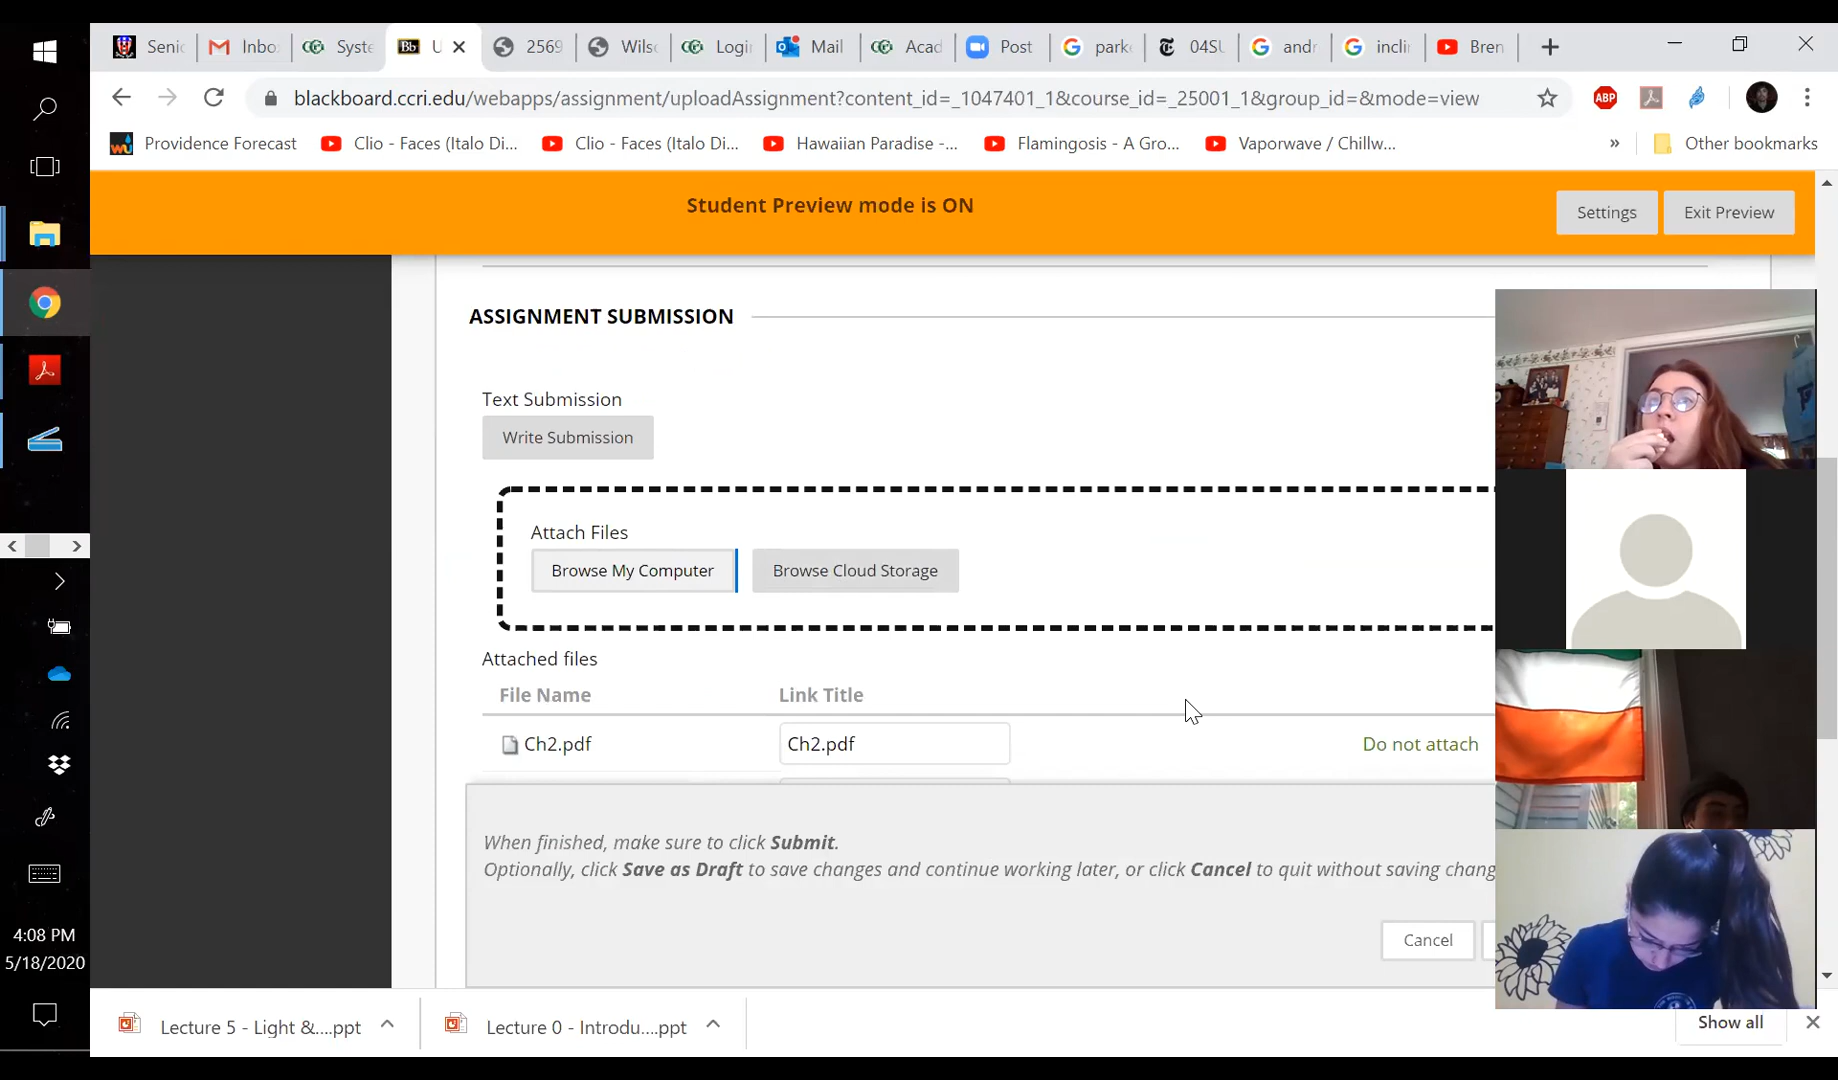 Senic
Inbo
Syste
Bb U
2569
Wilso
Login
Mail
Acad
Post
parke
04SU
andr
incli
Bren
blackboard.ccri.edu/webapps/assignment/uploadAssignment?content_id=_1047401_1&course_id=_25001_1&group_id=&mode=view
ABP
Providence Forecast
Clio - Faces (Italo Di...
Clio - Faces (Italo Di...
Hawaiian Paradise -...
Flamingosis - A Gro...
Vaporwave / Chillw...
»
Other bookmarks
Student Preview mode is ON
Settings
Exit Preview
ASSIGNMENT SUBMISSION
Text Submission
Write Submission
Attach Files
Browse My Computer
Browse Cloud Storage
Attached files
File Name
Link Title
Ch2.pdf
Ch2.pdf
Do not attach
When finished, make sure to click Submit.
Optionally, click Save as Draft to save changes and continue working later, or click Cancel to quit without saving chang
Cancel
4:08 PM
5/18/2020
Lecture 5 - Light &....ppt
Lecture 0 - Introdu....ppt
Show all